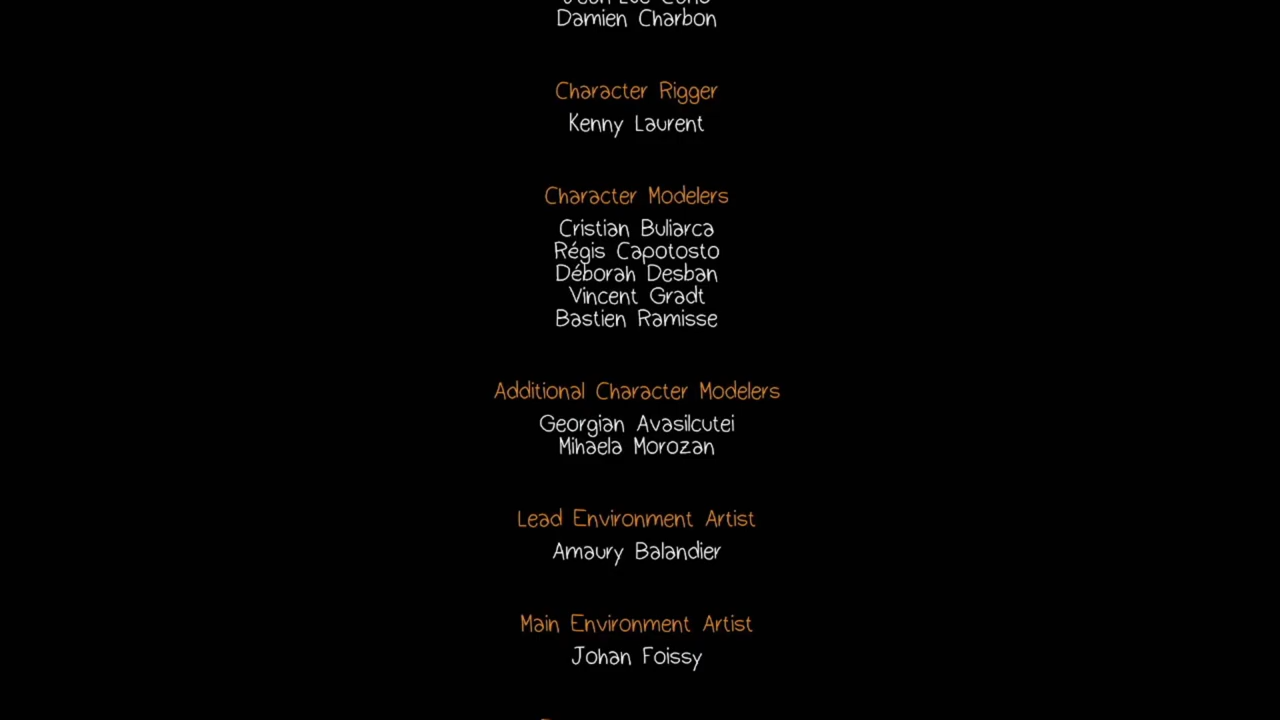 Damien Charbon
Character Rigger
Kenny Laurent
Character Modelers
Cristian Buliarca
Régis Capotosto
Déborah Desban
Vincent Gradt
Bastien Ramisse
Additional Character Modelers
Georgian Avasilcutei
Mihaela Morozan
Lead Environment Artist
Amaury Balandier
Main Environment Artist
Johan Foissy